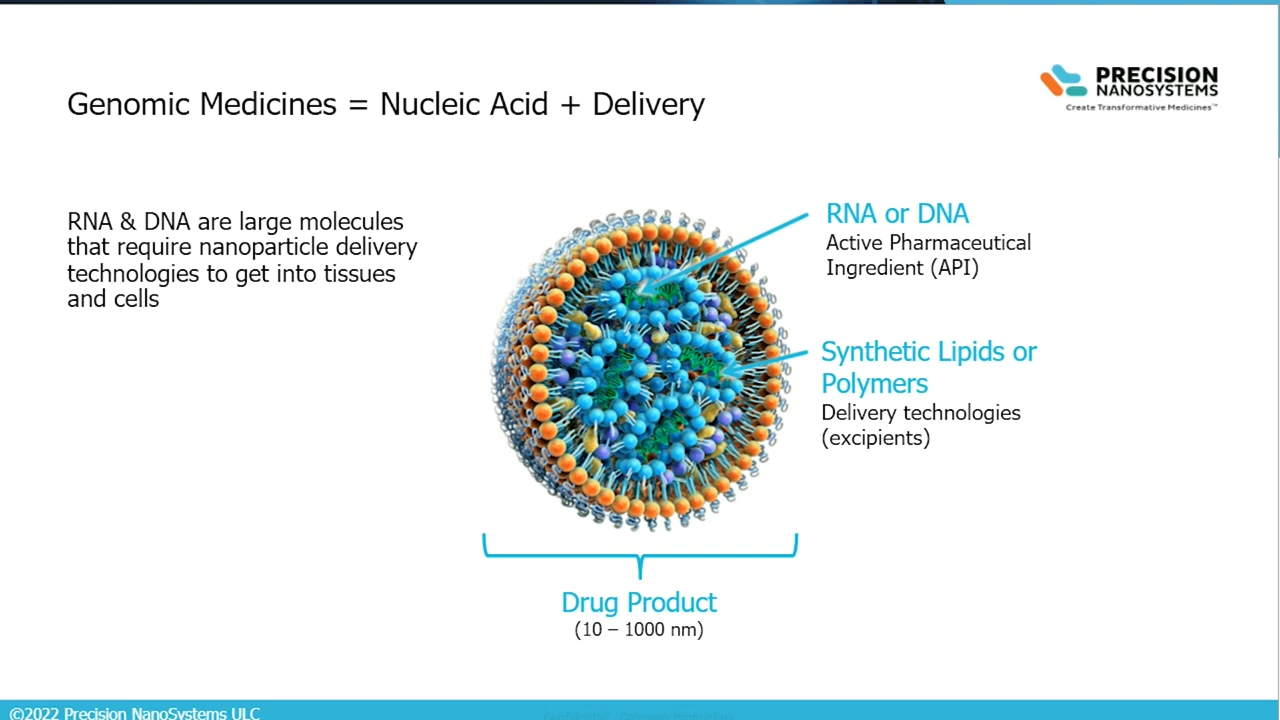 PRECISION
NANOSYSTEMS
Create Transformative Medicines™
Genomic Medicines = Nucleic Acid + Delivery
RNA & DNA are large molecules
that require nanoparticle delivery
technologies to get into tissues
and cells
RNA or DNA
Active Pharmaceutical
Ingredient (API)
Synthetic Lipids or
Polymers
Delivery technologies
(excipients)
Drug Product
(10 – 1000 nm)
©2022 Precision NanoSystems ULC